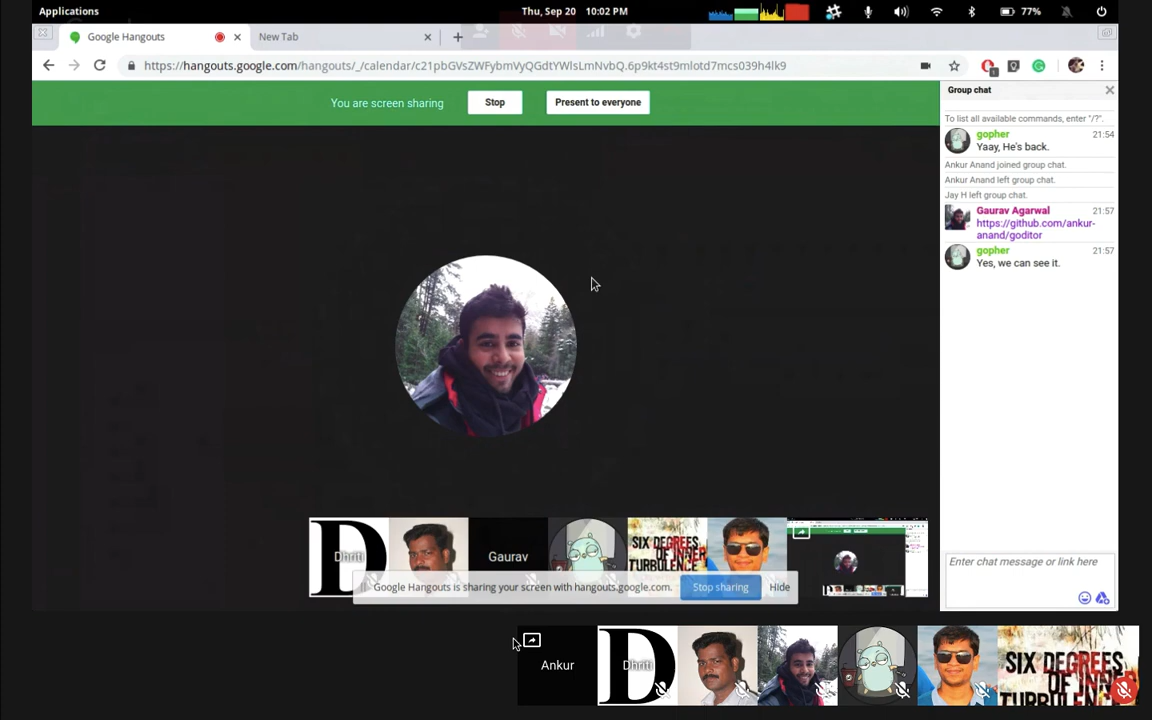 Applications
Thu, Sep 20 10:02 PM
77%
Google Hangouts
New Tab
https://hangouts.google.com/hangouts/_/calendar/c21pbGVsZWFybmVyQGdtYWlsLmNvbQ.6p9kt4st9mlotd7mcs039h4lk9
1
You are screen sharing
Stop
Present to everyone
Group chat
To list all available commands, enter "/?".
gopher 21:54
Yaay, He's back.
Ankur Anand joined group chat.
Ankur Anand left group chat.
Jay H left group chat.
Gaurav Agarwal 21:57
https://github.com/ankur-
anand/goditor
gopher 21:57
Yes, we can see it.
Enter chat message or link here
Dhriti
Gaurav
SIX DEGREES
OF INNER
TURBULENCE
Google Hangouts is sharing your screen with hangouts.google.com.
Stop sharing
Hide
Ankur
Dhriti
SIX DEGREES
OF INNER
TURBULENCE